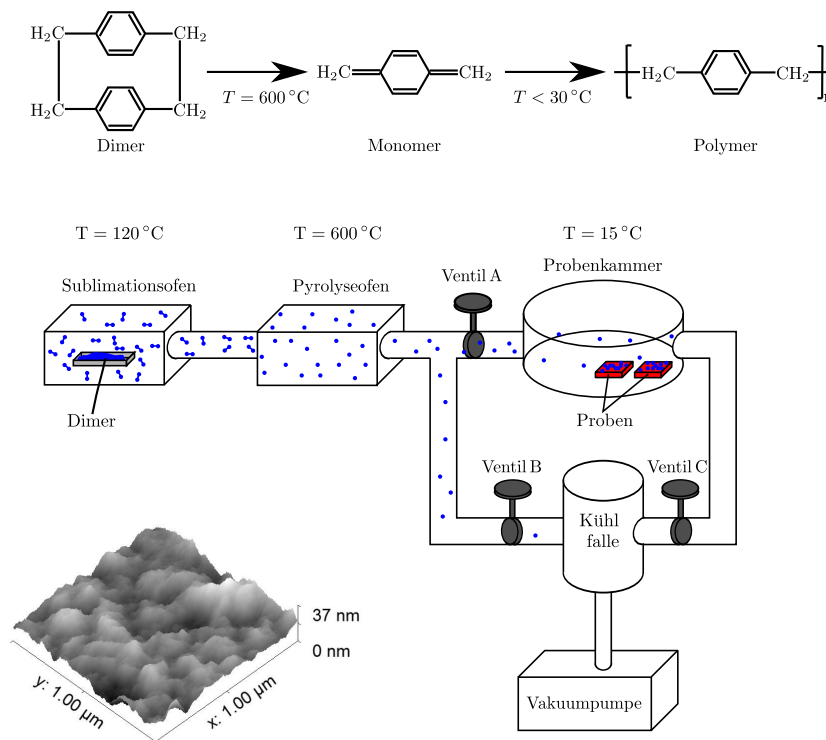 H₂C CH₂
H₂C CH₂
Dimer
T = 600 °C
H₂C CH₂
Monomer
T < 30 °C
H₂C CH₂ n
Polymer
T = 120 °C
T = 600 °C
T = 15 °C
Sublimationsofen
Pyrolyseofen
Ventil A
Probenkammer
Dimer
Proben
Ventil B
Ventil C
Kühl
falle
Vakuumpumpe
37 nm
0 nm
y: 1.00 µm
x: 1.00 µm